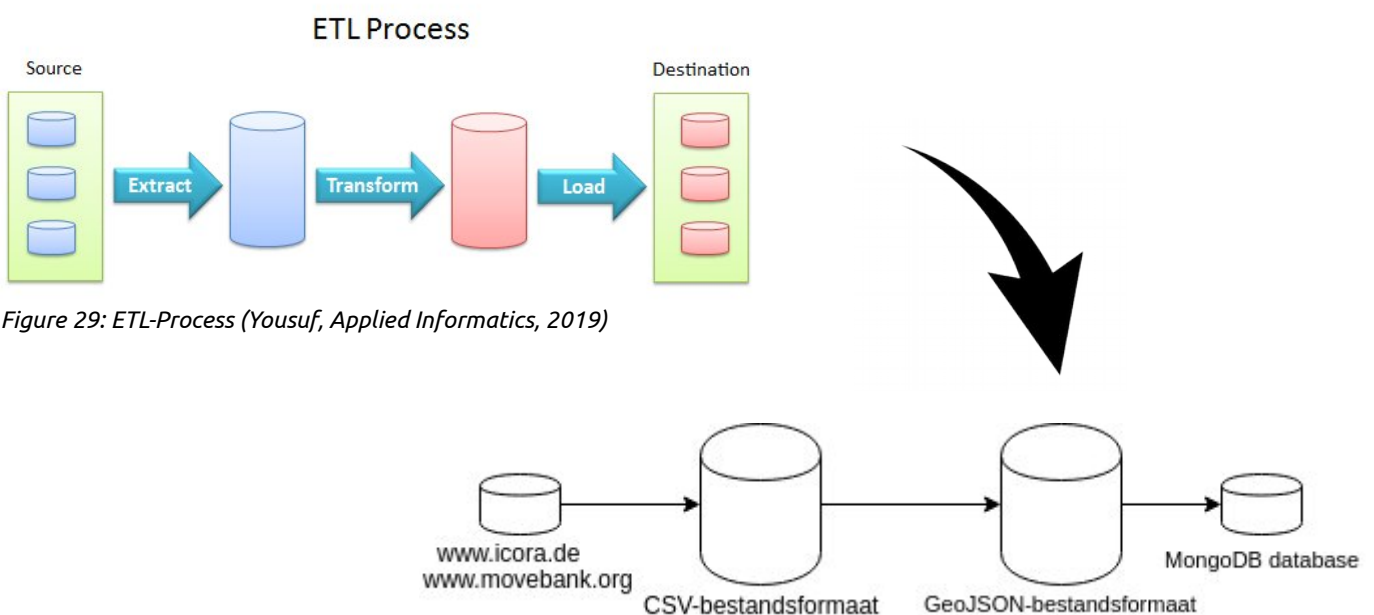 ETL Process
Source
Destination
Extract
Transform
Load
Figure 29: ETL-Process (Yousuf, Applied Informatics, 2019)
www.icora.de
www.movebank.org
CSV-bestandsformaat
GeoJSON-bestandsformaat
MongoDB database